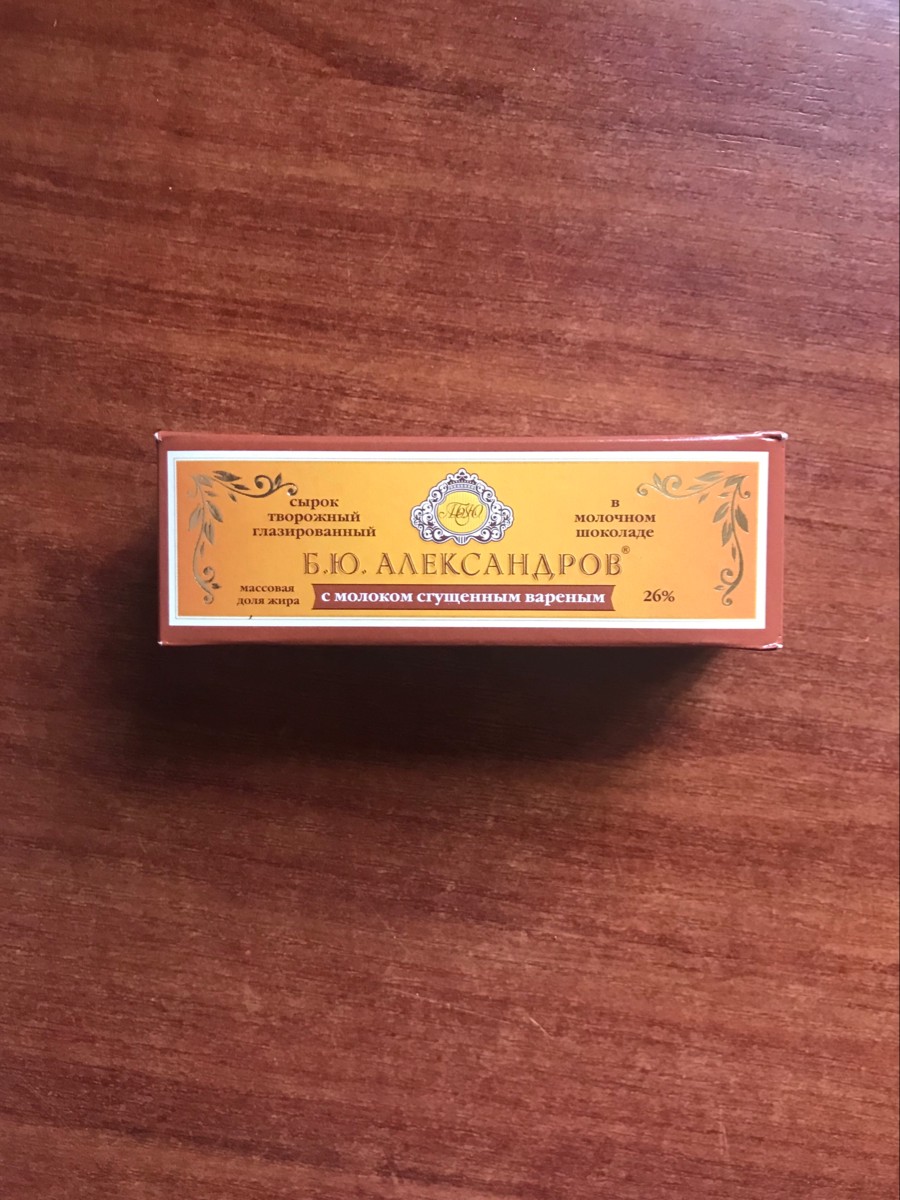 сырок
творожный
глазированный
в
молочном
шоколаде
Б.Ю. АЛЕКСАНДРОВ®
массовая
доля жира
с молоком сгущенным вареным
26%